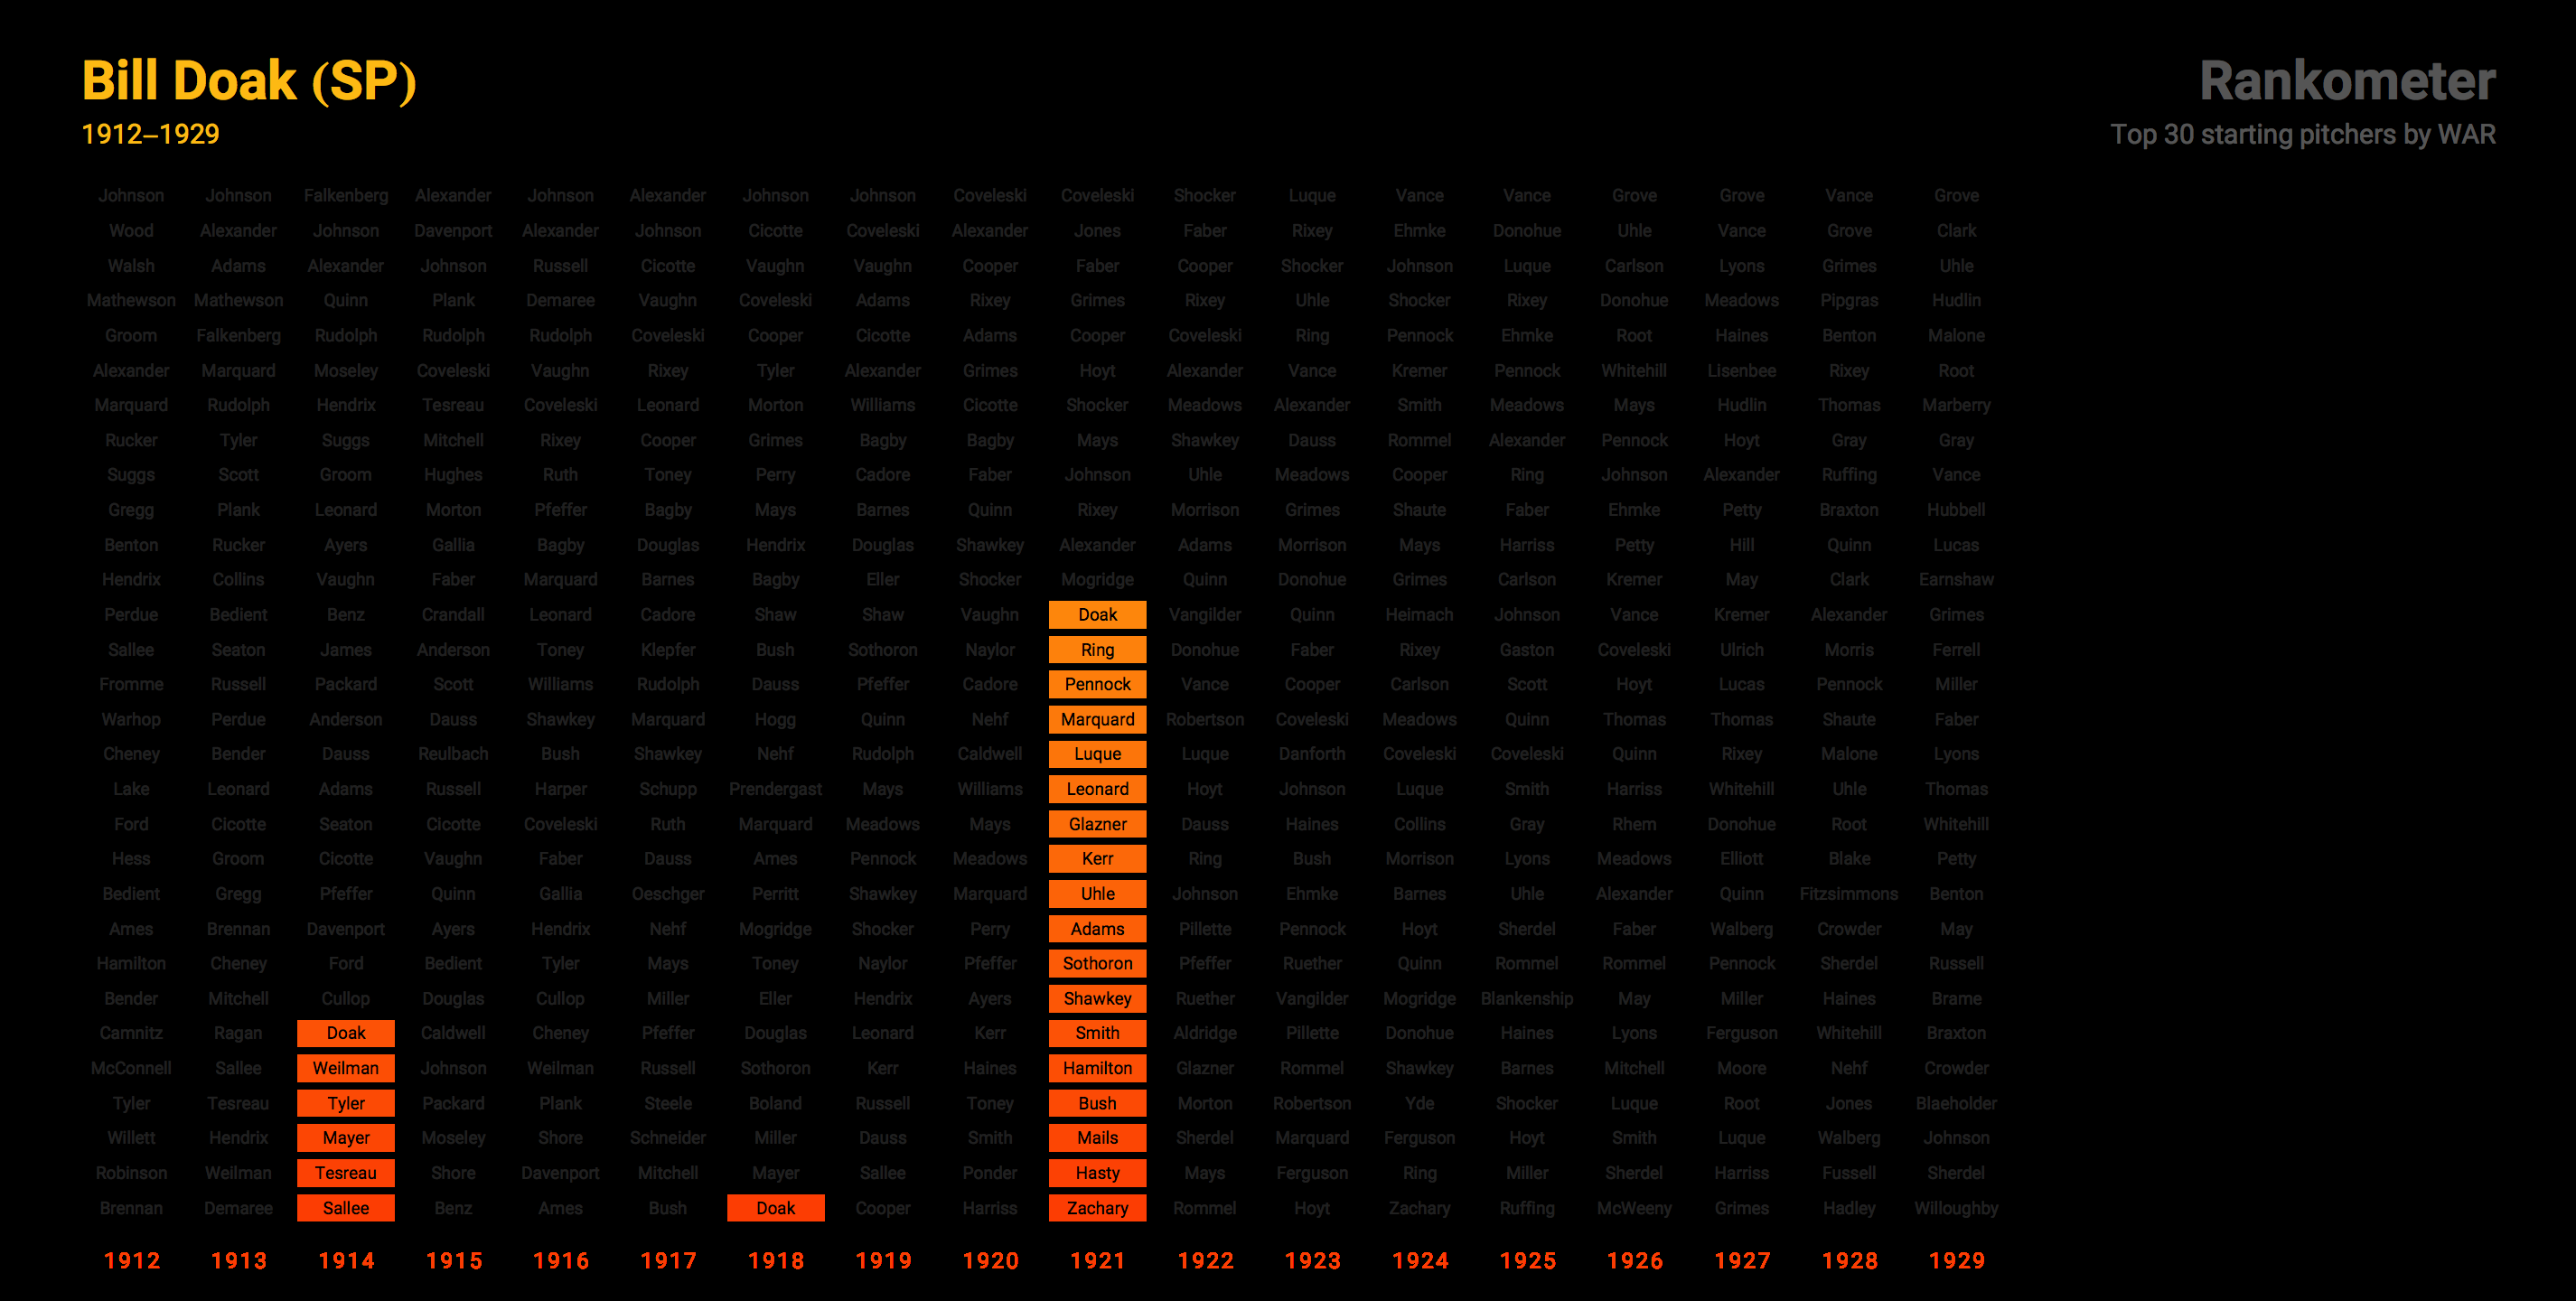 Bill Doak (SP)
1912–1929
Rankometer
Top 30 starting pitchers by WAR
Johnson Johnson Falkenberg Alexander Johnson Alexander Johnson Johnson Coveleski Coveleski Shocker Luque Vance Vance Grove Grove Vance Grove
Wood Alexander Johnson Davenport Alexander Johnson Cicotte Coveleski Alexander Jones Faber Rixey Ehmke Donohue Uhle Vance Grove Clark
Walsh Adams Alexander Johnson Russell Cicotte Vaughn Vaughn Cooper Faber Cooper Shocker Johnson Luque Carlson Lyons Grimes Uhle
Mathewson Mathewson Quinn Plank Demaree Vaughn Coveleski Adams Rixey Grimes Rixey Uhle Shocker Rixey Donohue Meadows Pipgras Hudlin
Groom Falkenberg Rudolph Rudolph Rudolph Coveleski Cooper Cicotte Adams Cooper Coveleski Ring Pennock Ehmke Root Haines Benton Malone
Alexander Marquard Moseley Coveleski Vaughn Rixey Tyler Alexander Grimes Hoyt Alexander Vance Kremer Pennock Whitehill Lisenbee Rixey Root
Marquard Rudolph Hendrix Tesreau Coveleski Leonard Morton Williams Cicotte Shocker Meadows Alexander Smith Meadows Mays Hudlin Thomas Marberry
Rucker Tyler Suggs Mitchell Rixey Cooper Grimes Bagby Bagby Mays Shawkey Dauss Rommel Alexander Pennock Hoyt Gray Gray
Suggs Scott Groom Hughes Ruth Toney Perry Cadore Faber Johnson Uhle Meadows Cooper Ring Johnson Alexander Ruffing Vance
Gregg Plank Leonard Morton Pfeffer Bagby Mays Barnes Quinn Rixey Morrison Grimes Shaute Faber Ehmke Petty Braxton Hubbell
Benton Rucker Ayers Gallia Bagby Douglas Hendrix Douglas Shawkey Alexander Adams Morrison Mays Harriss Petty Hill Quinn Lucas
Hendrix Collins Vaughn Faber Marquard Barnes Bagby Eller Shocker Mogridge Quinn Donohue Grimes Carlson Kremer May Clark Earnshaw
Perdue Bedient Benz Crandall Leonard Cadore Shaw Shaw Vaughn Doak Vangilder Quinn Heimach Johnson Vance Kremer Alexander Grimes
Sallee Seaton James Anderson Toney Klepfer Bush Sothoron Naylor Ring Donohue Faber Rixey Gaston Coveleski Ulrich Morris Ferrell
Fromme Russell Packard Scott Williams Rudolph Dauss Pfeffer Cadore Pennock Vance Cooper Carlson Scott Hoyt Lucas Pennock Miller
Warhop Perdue Anderson Dauss Shawkey Marquard Hogg Quinn Nehf Marquard Robertson Coveleski Meadows Quinn Thomas Thomas Shaute Faber
Cheney Bender Dauss Reulbach Bush Shawkey Nehf Rudolph Caldwell Luque Luque Danforth Coveleski Coveleski Quinn Rixey Malone Lyons
Lake Leonard Adams Russell Harper Schupp Prendergast Mays Williams Leonard Hoyt Johnson Luque Smith Harriss Whitehill Uhle Thomas
Ford Cicotte Seaton Cicotte Coveleski Ruth Marquard Meadows Mays Glazner Dauss Haines Collins Gray Rhem Donohue Root Whitehill
Hess Groom Cicotte Vaughn Faber Dauss Ames Pennock Meadows Kerr Ring Bush Morrison Lyons Meadows Elliott Blake Petty
Bedient Gregg Pfeffer Quinn Gallia Oeschger Perritt Shawkey Marquard Uhle Johnson Ehmke Barnes Uhle Alexander Quinn Fitzsimmons Benton
Ames Brennan Davenport Ayers Hendrix Nehf Mogridge Shocker Perry Adams Pillette Pennock Hoyt Sherdel Faber Walberg Crowder May
Hamilton Cheney Ford Bedient Tyler Mays Toney Naylor Pfeffer Sothoron Pfeffer Ruether Quinn Rommel Rommel Pennock Sherdel Russell
Bender Mitchell Cullop Douglas Cullop Miller Eller Hendrix Ayers Shawkey Ruether Vangilder Mogridge Blankenship May Miller Haines Brame
Camnitz Ragan Doak Caldwell Cheney Pfeffer Douglas Leonard Kerr Smith Aldridge Pillette Donohue Haines Lyons Ferguson Whitehill Braxton
McConnell Sallee Weilman Johnson Weilman Russell Sothoron Kerr Haines Hamilton Glazner Rommel Shawkey Barnes Mitchell Moore Nehf Crowder
Tyler Tesreau Tyler Packard Plank Steele Boland Russell Toney Bush Morton Robertson Yde Shocker Luque Root Jones Blaeholder
Willett Hendrix Mayer Moseley Shore Schneider Miller Dauss Smith Mails Sherdel Marquard Ferguson Hoyt Smith Luque Walberg Johnson
Robinson Weilman Tesreau Shore Davenport Mitchell Mayer Sallee Ponder Hasty Mays Ferguson Ring Miller Sherdel Harriss Fussell Sherdel
Brennan Demaree Sallee Benz Ames Bush Doak Cooper Harriss Zachary Rommel Hoyt Zachary Ruffing McWeeny Grimes Hadley Willoughby
1912 1913 1914 1915 1916 1917 1918 1919 1920 1921 1922 1923 1924 1925 1926 1927 1928 1929